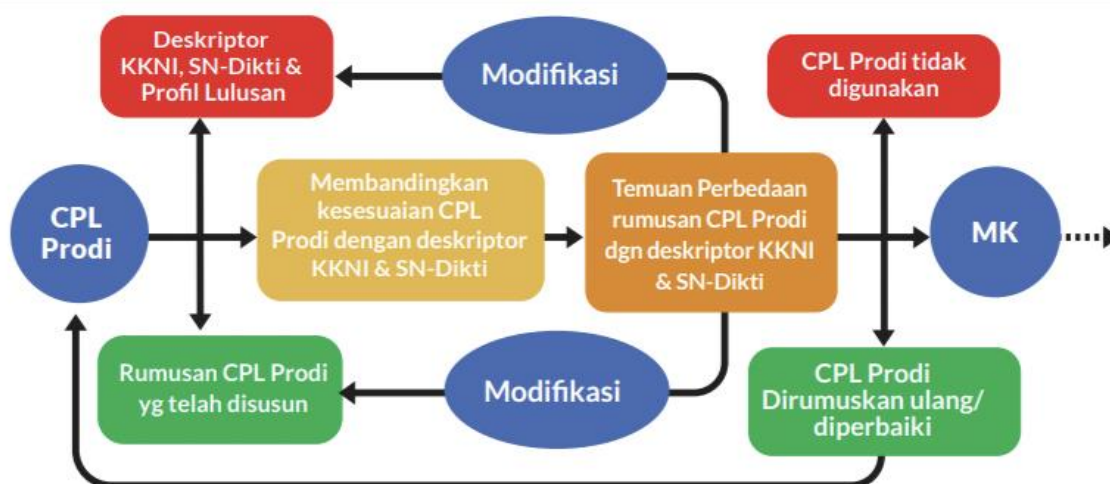 Deskriptor
KKNI, SN-Dikti &
Profil Lulusan
Modifikasi
CPL Prodi tidak
digunakan
CPL
Prodi
Membandingkan
kesesuaian CPL
Prodi dengan deskriptor
KKNI & SN-Dikti
Temuan Perbedaan
rumusan CPL Prodi
dgn deskriptor KKNI
& SN-Dikti
MK
Rumusan CPL Prodi
yg telah disusun
Modifikasi
CPL Prodi
Dirumuskan ulang/
diperbaiki